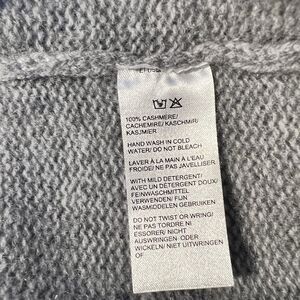 100% CASHMERE/
CACHEMIRE/ KASCHMIR/
KASJMIER
HAND WASH IN COLD
WATER/ DO NOT BLEACH
LAVER À LA MAIN À L'EAU
FROIDE/ NE PAS JAVELLISER
WITH MILD DETERGENT/
AVEC UN DÉTERGENT DOUX/
FEINWASCHMITTEL
VERWENDEN/ FIJN
WASMIDDELEN GEBRUIKEN
DO NOT TWIST OR WRING/
NE PAS TORDRE NI
ESSORER/ NICHT
AUSWRINGEN ODER
WICKELN/ NIET UITWRINGEN
OF